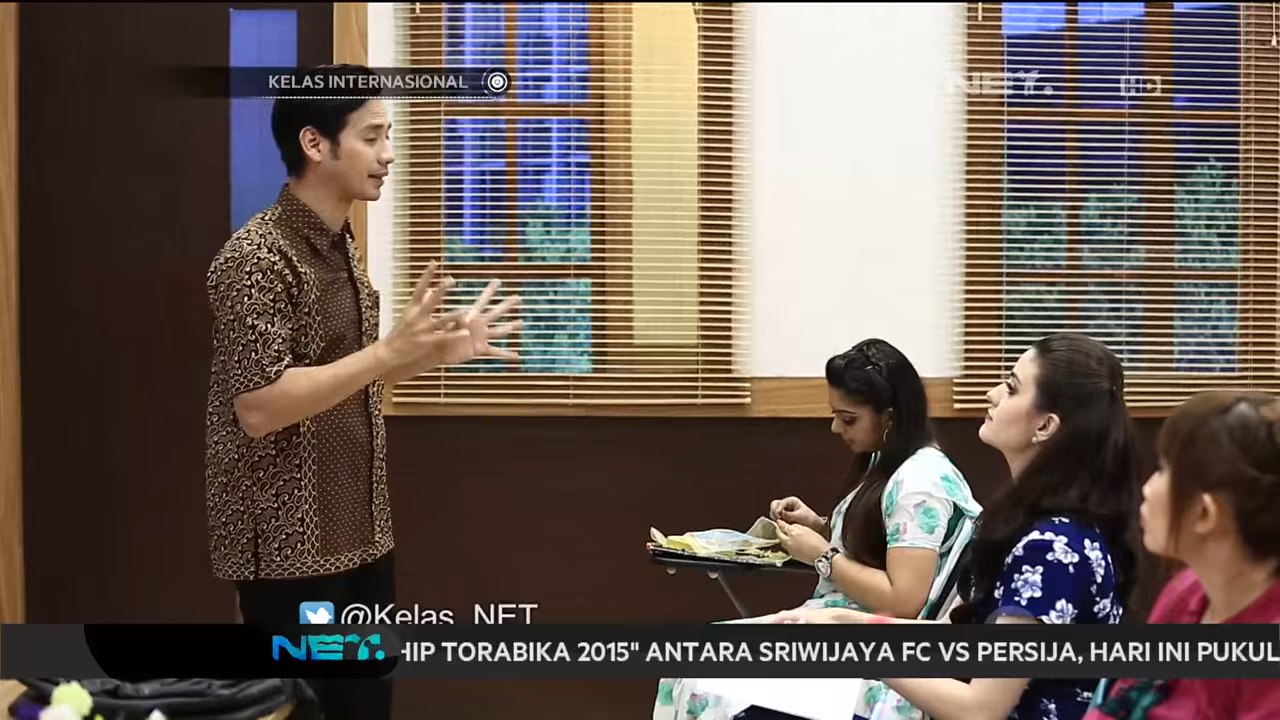 KELAS INTERNASIONAL
NET.
HD
@Kelas_NET
NET.
HIP TORABIKA 2015" ANTARA SRIWIJAYA FC VS PERSIJA, HARI INI PUKUL